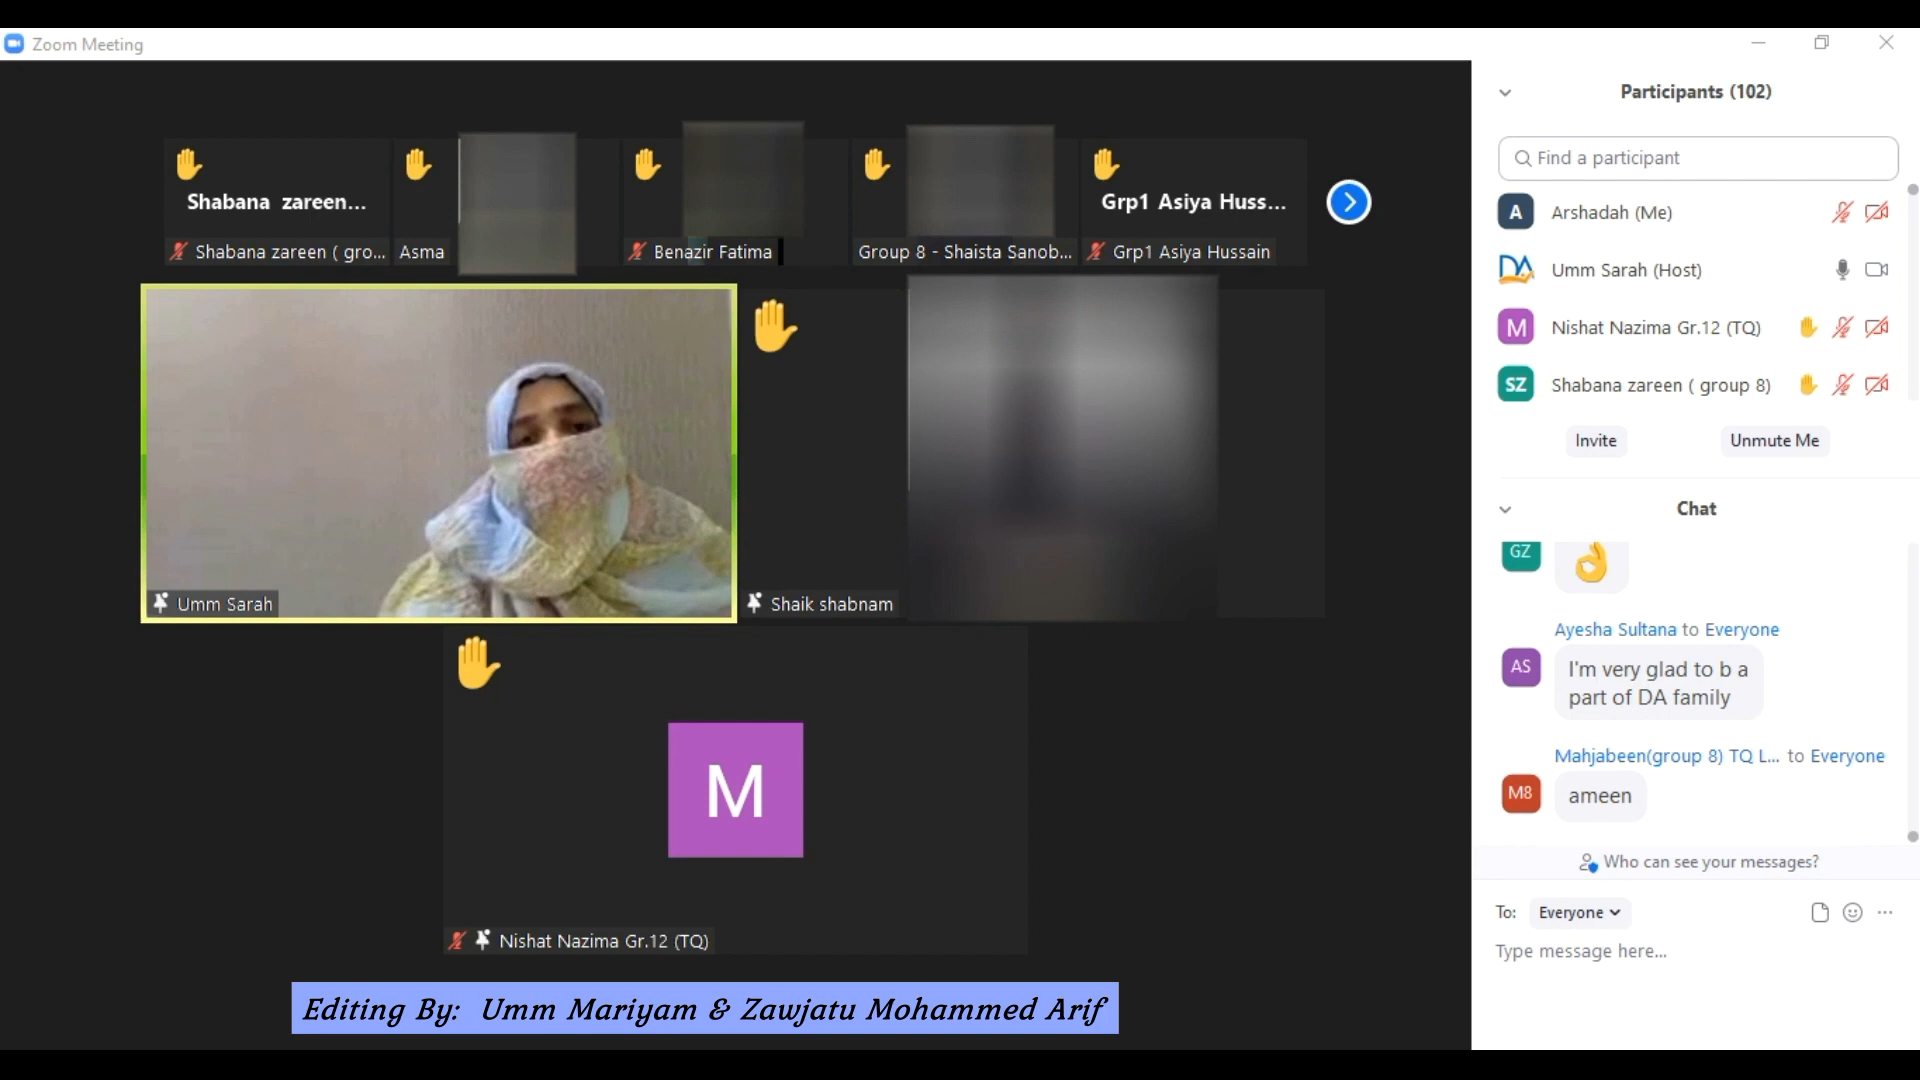 Zoom Meeting
Participants (102)
Find a participant
Shabana zareen...
Grp1 Asiya Huss...
Shabana zareen ( gro...
Asma
Benazir Fatima
Group 8 - Shaista Sanob...
Grp1 Asiya Hussain
Umm Sarah
Shaik shabnam
M
Nishat Nazima Gr.12 (TQ)
Editing By: Umm Mariyam & Zawjatu Mohammed Arif
A
Arshadah (Me)
DA
Umm Sarah (Host)
M
Nishat Nazima Gr.12 (TQ)
SZ
Shabana zareen ( group 8)
Invite
Unmute Me
Chat
GZ
Ayesha Sultana to Everyone
AS
I'm very glad to b a
part of DA family
Mahjabeen(group 8) TQ L... to Everyone
M8
ameen
Who can see your messages?
To: Everyone
Type message here...